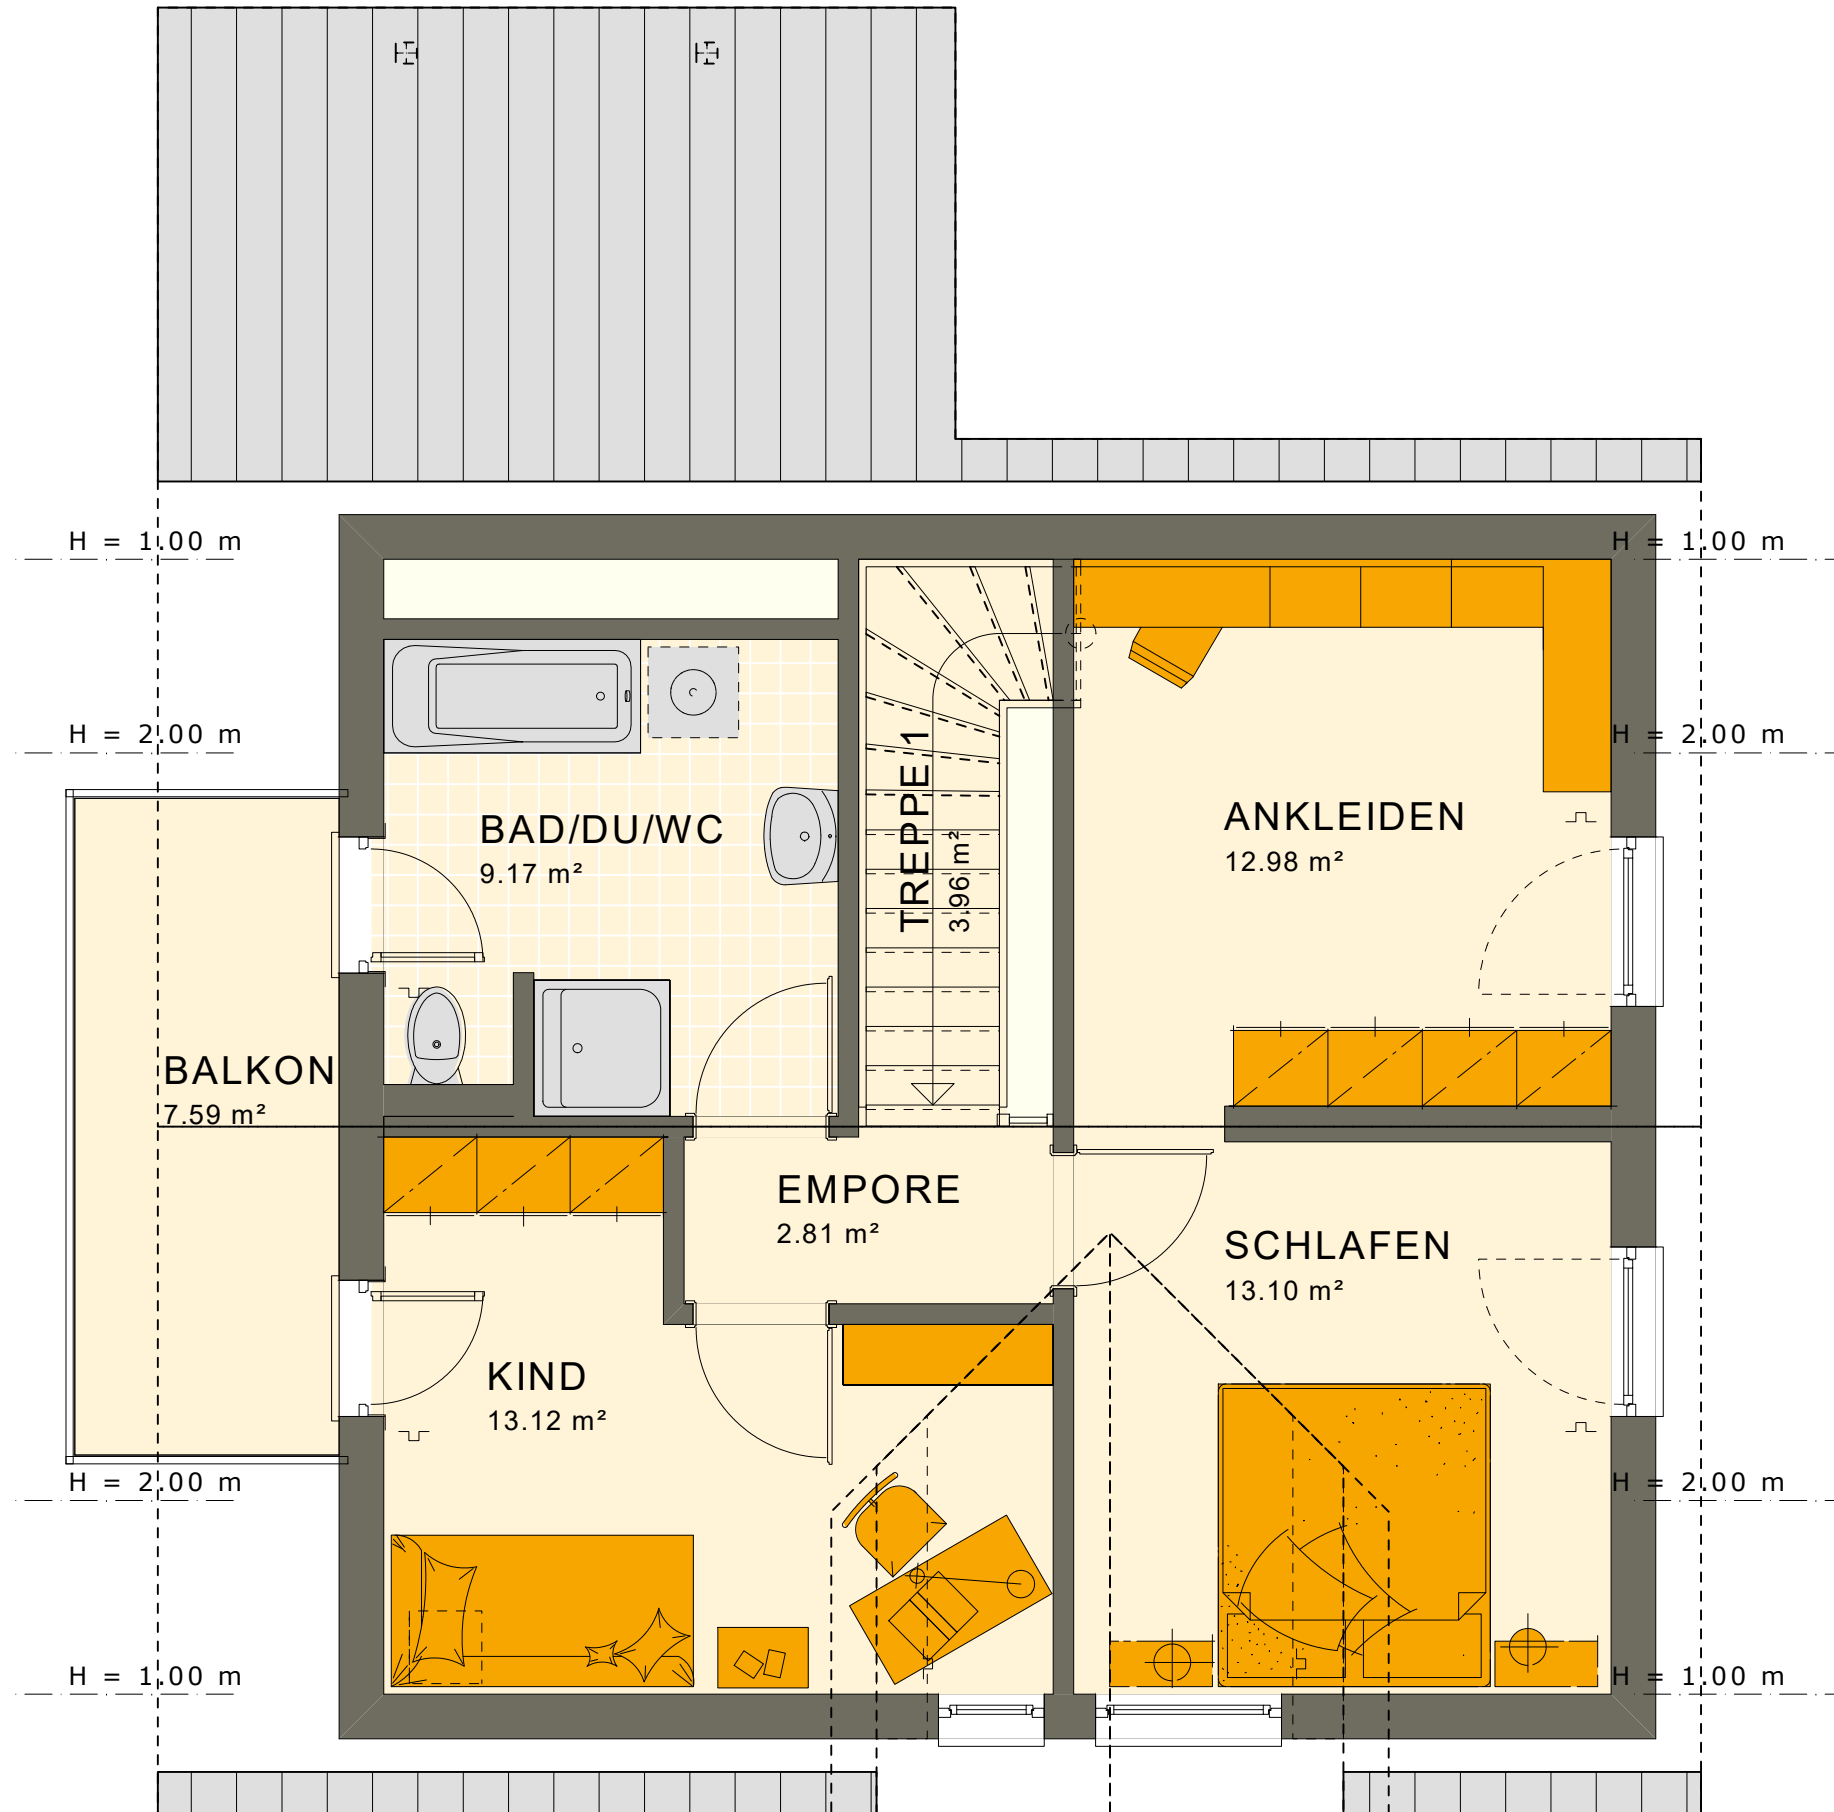 H = 1.00 m
H = 1.00 m
H = 2.00 m
H = 2.00 m
BAD/DU/WC
9.17 m²
TREPPE 1
3.96 m²
ANKLEIDEN
12.98 m²
BALKON
7.59 m²
EMPORE
2.81 m²
SCHLAFEN
13.10 m²
KIND
13.12 m²
H = 2.00 m
H = 2.00 m
H = 1.00 m
H = 1.00 m